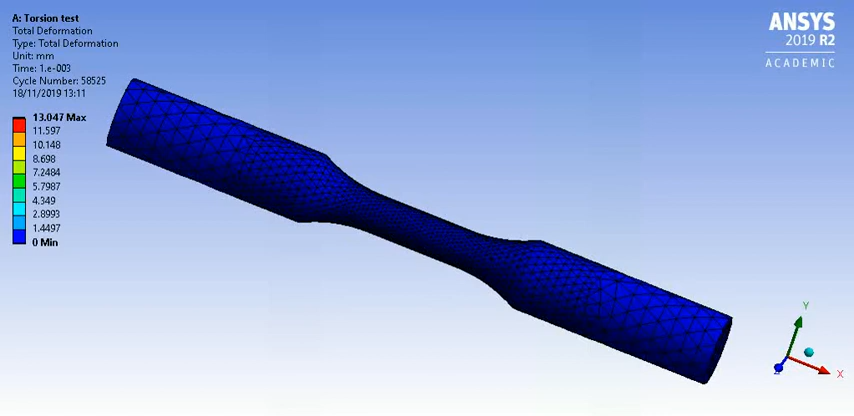 A: Torsion test
Total Deformation
Type: Total Deformation
Unit: mm
Time: 1.e-003
Cycle Number: 58525
18/11/2019 13:11
13.047 Max
11.597
10.148
8.698
7.2484
5.7987
4.349
2.8993
1.4497
0 Min
ANSYS
2019 R2
ACADEMIC
Y
X
Z